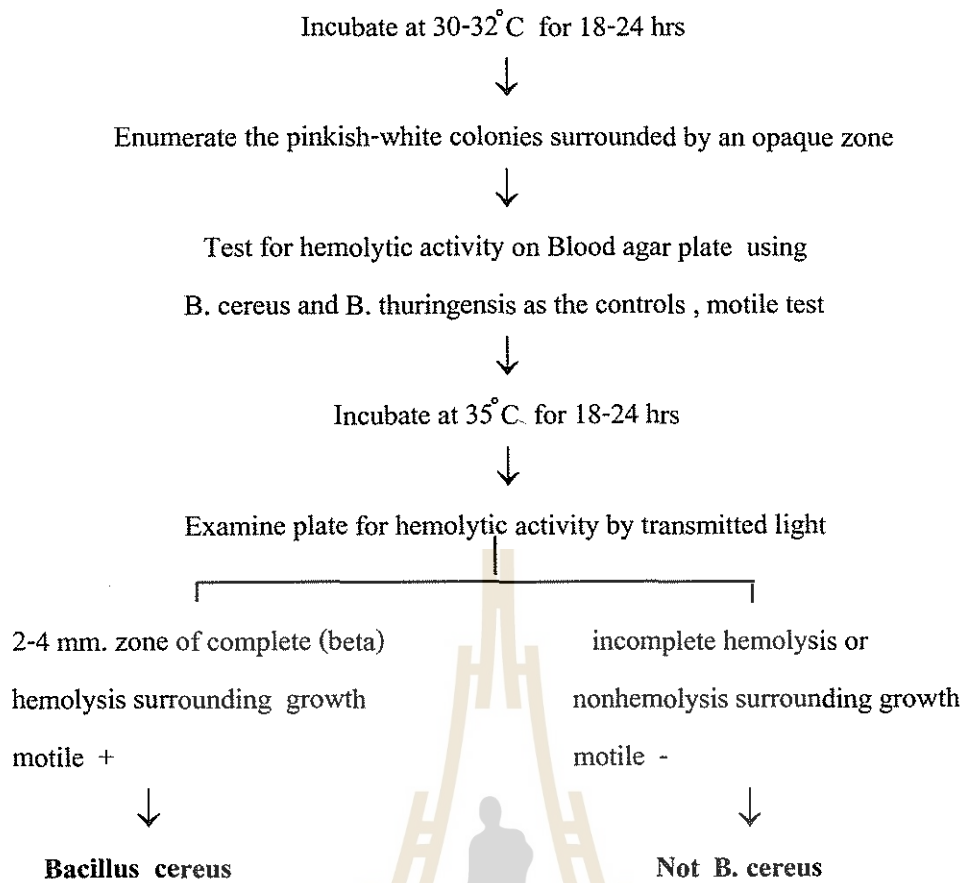 Incubate at 30-32°C for 18-24 hrs
Enumerate the pinkish-white colonies surrounded by an opaque zone
Test for hemolytic activity on Blood agar plate using
B. cereus and B. thuringensis as the controls , motile test
Incubate at 35°C. for 18-24 hrs
Examine plate for hemolytic activity by transmitted light
2-4 mm. zone of complete (beta)
hemolysis surrounding growth
motile +
Bacillus cereus
incomplete hemolysis or
nonhemolysis surrounding growth
motile -
Not B. cereus